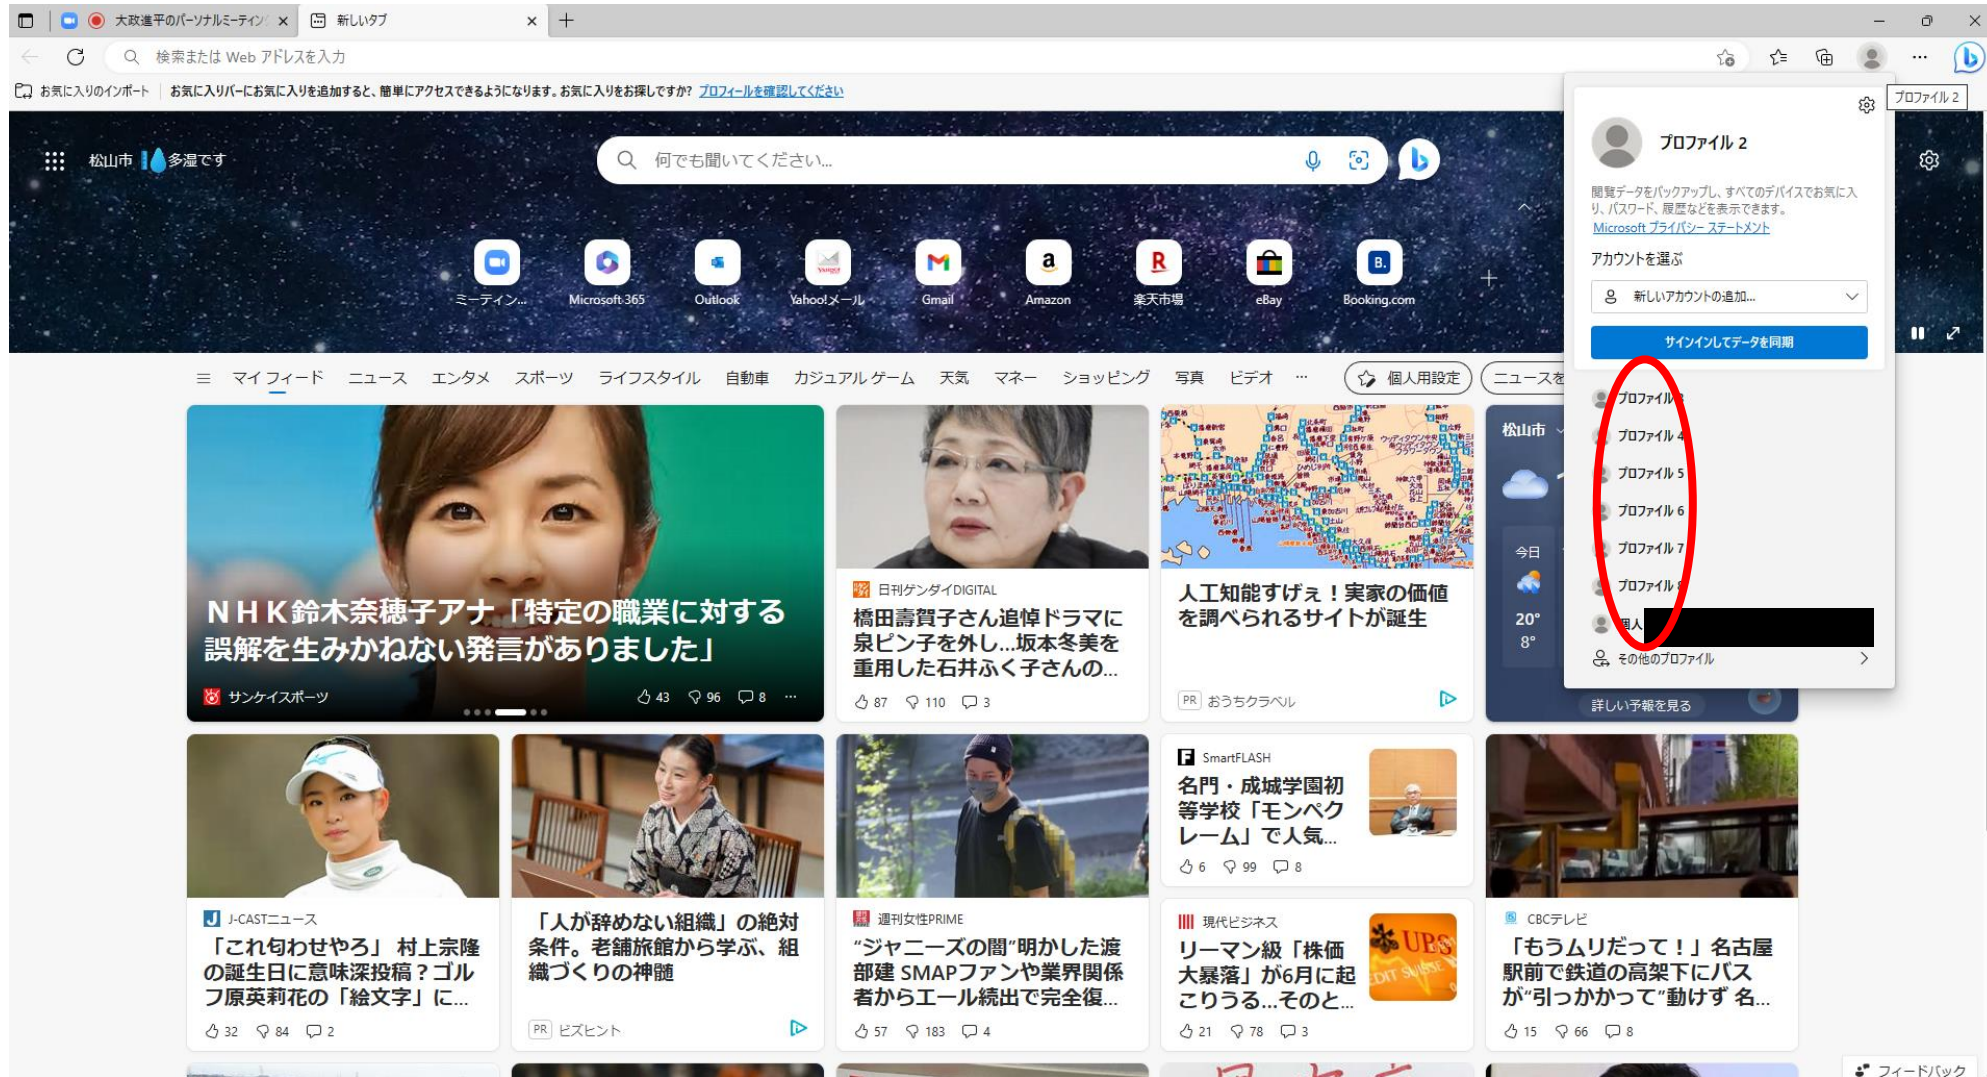 大政進平のパーソナルミーティング
新しいタブ
検索または Web アドレスを入力
お気に入りのインポート
お気に入りバーにお気に入りを追加すると、簡単にアクセスできるようになります。お気に入りをお探しですか? プロフィールを確認してください
プロファイル 2
松山市 多湿です
何でも聞いてください...
ミーティン...
Microsoft 365
Outlook
Yahoo!メール
Gmail
Amazon
楽天市場
eBay
Booking.com
プロファイル 2
閲覧データをバックアップし、すべてのデバイスでお気に入
り、パスワード、履歴などを表示できます。
Microsoft プライバシー ステートメント
アカウントを選ぶ
新しいアカウントの追加...
サインインしてデータを同期
プロファイル
プロファイル 4
プロファイル 5
プロファイル 6
プロファイル 7
プロファイル 8
個人
その他のプロファイル
マイ フィード ニュース エンタメ スポーツ ライフスタイル 自動車 カジュアル ゲーム 天気 マネー ショッピング 写真 ビデオ ... 個人用設定 ニュースを
NHK鈴木奈穂子アナ「特定の職業に対する
誤解を生みかねない発言がありました」
サンケイスポーツ
43 96 8 ...
日刊ゲンダイDIGITAL
橋田壽賀子さん追悼ドラマに
泉ピン子を外し...坂本冬美を
重用した石井ふく子さんの...
87 110 3
人工知能すげぇ！実家の価値
を調べられるサイトが誕生
PR おうちクラベル
松山市
今日
20°
8°
詳しい予報を見る
J-CASTニュース
「これ匂わせやろ」 村上宗隆
の誕生日に意味深投稿？ゴル
フ原英莉花の「絵文字」に...
32 84 2
「人が辞めない組織」の絶対
条件。老舗旅館から学ぶ、組
織づくりの神髄
PR ビズヒント
週刊女性PRIME
“ジャニーズの闇”明かした渡
部建 SMAPファンや業界関係
者からエール続出で完全復...
57 183 4
SmartFLASH
名門・成城学園初
等学校「モンペク
レーム」で人気...
6 99 8
現代ビジネス
リーマン級「株価
大暴落」が6月に起
こりうる...そのと...
21 78 3
UBS
CBCテレビ
「もうムリだって！」名古屋
駅前で鉄道の高架下にバス
が“引っかかって”動けず 名...
15 66 8
フィードバック